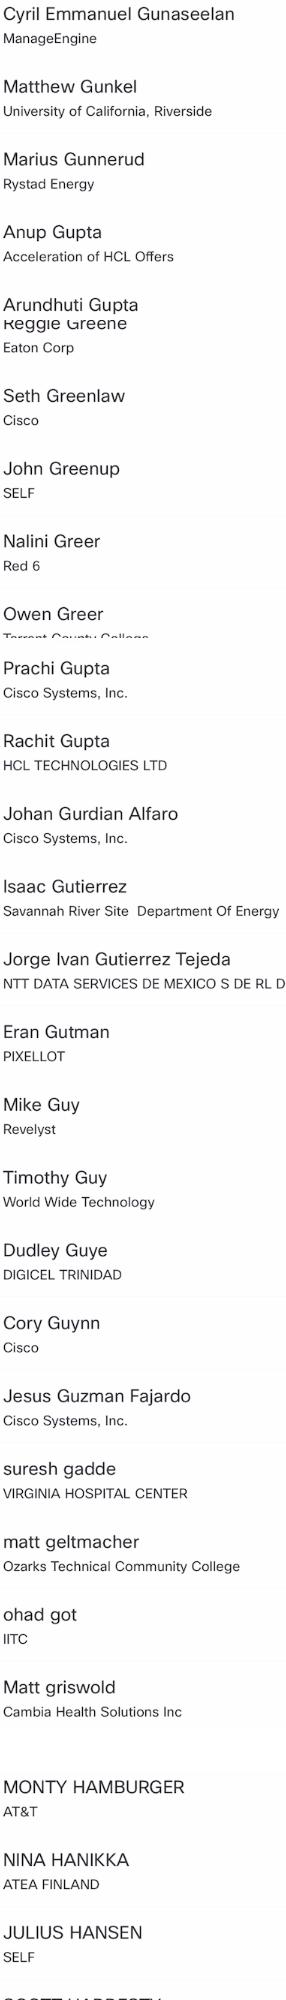 Cyril Emmanuel Gunaseelan
ManageEngine
Matthew Gunkel
University of California, Riverside
Marius Gunnerud
Rystad Energy
Anup Gupta
Acceleration of HCL Offers
Arundhuti Gupta
Reggie Greene
Eaton Corp
Seth Greenlaw
Cisco
John Greenup
SELF
Nalini Greer
Red 6
Owen Greer
Tarrant County College
Prachi Gupta
Cisco Systems, Inc.
Rachit Gupta
HCL TECHNOLOGIES LTD
Johan Gurdian Alfaro
Cisco Systems, Inc.
Isaac Gutierrez
Savannah River Site Department Of Energy
Jorge Ivan Gutierrez Tejeda
NTT DATA SERVICES DE MEXICO S DE RL D
Eran Gutman
PIXELLOT
Mike Guy
Revelyst
Timothy Guy
World Wide Technology
Dudley Guye
DIGICEL TRINIDAD
Cory Guynn
Cisco
Jesus Guzman Fajardo
Cisco Systems, Inc.
suresh gadde
VIRGINIA HOSPITAL CENTER
matt geltmacher
Ozarks Technical Community College
ohad got
IITC
Matt griswold
Cambia Health Solutions Inc
MONTY HAMBURGER
AT&T
NINA HANIKKA
ATEA FINLAND
JULIUS HANSEN
SELF